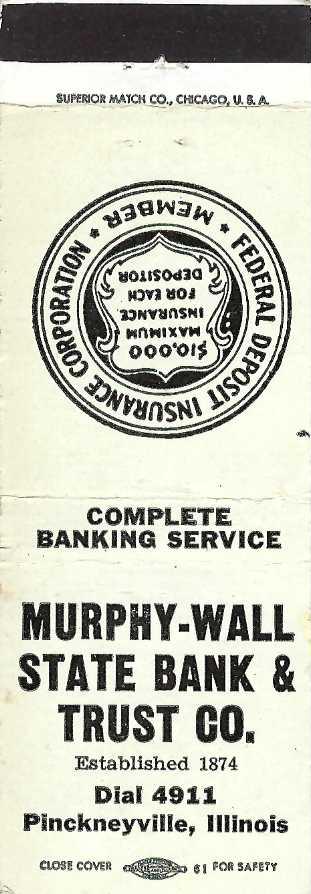 SUPERIOR MATCH CO., CHICAGO, U. S. A.
FEDERAL DEPOSIT INSURANCE CORPORATION
★ MEMBER ★
$10,000
MAXIMUM
INSURANCE
FOR EACH
DEPOSITOR
COMPLETE
BANKING SERVICE
MURPHY-WALL
STATE BANK &
TRUST CO.
Established 1874
Dial 4911
Pinckneyville, Illinois
CLOSE COVER 61 FOR SAFETY